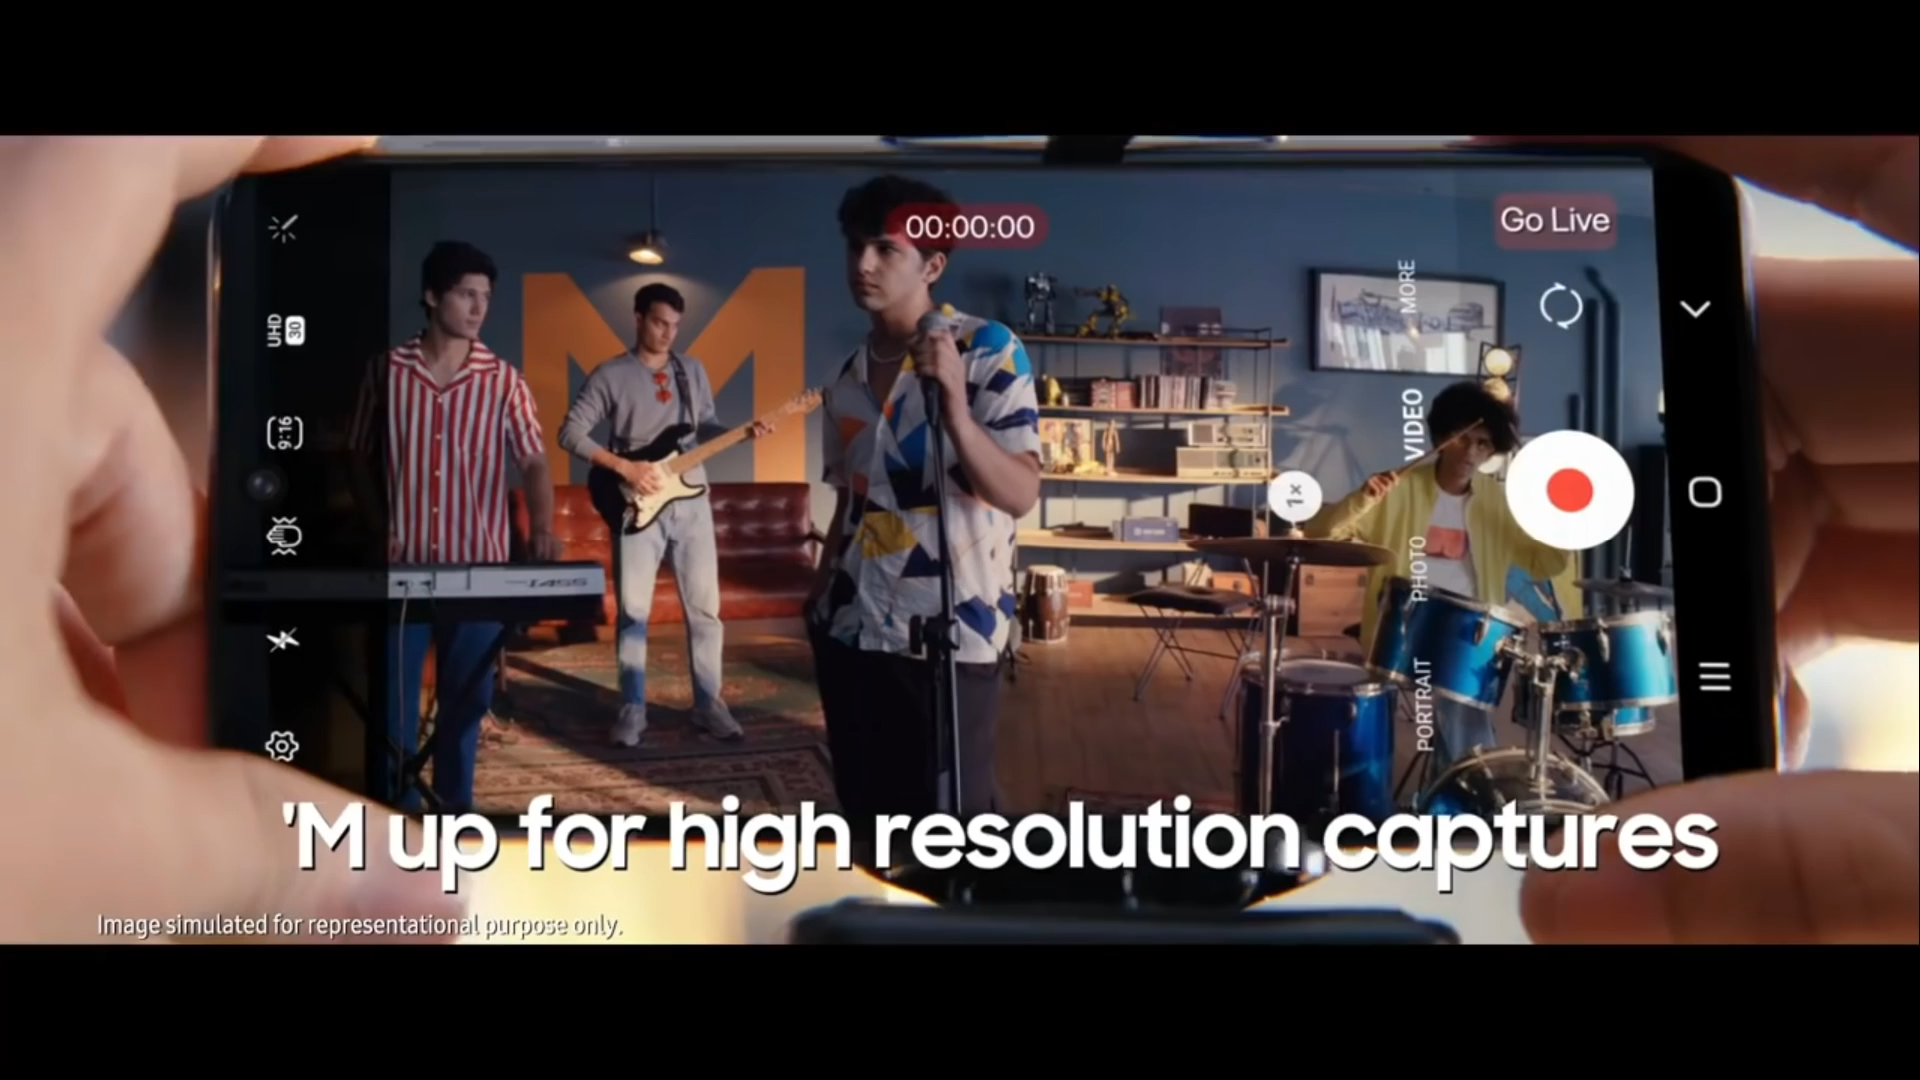 00:00:00
Go Live
UHD
30
9:16
M
MORE
VIDEO
1×
PHOTO
PORTRAIT
'M up for high resolution captures
Image simulated for representational purpose only.